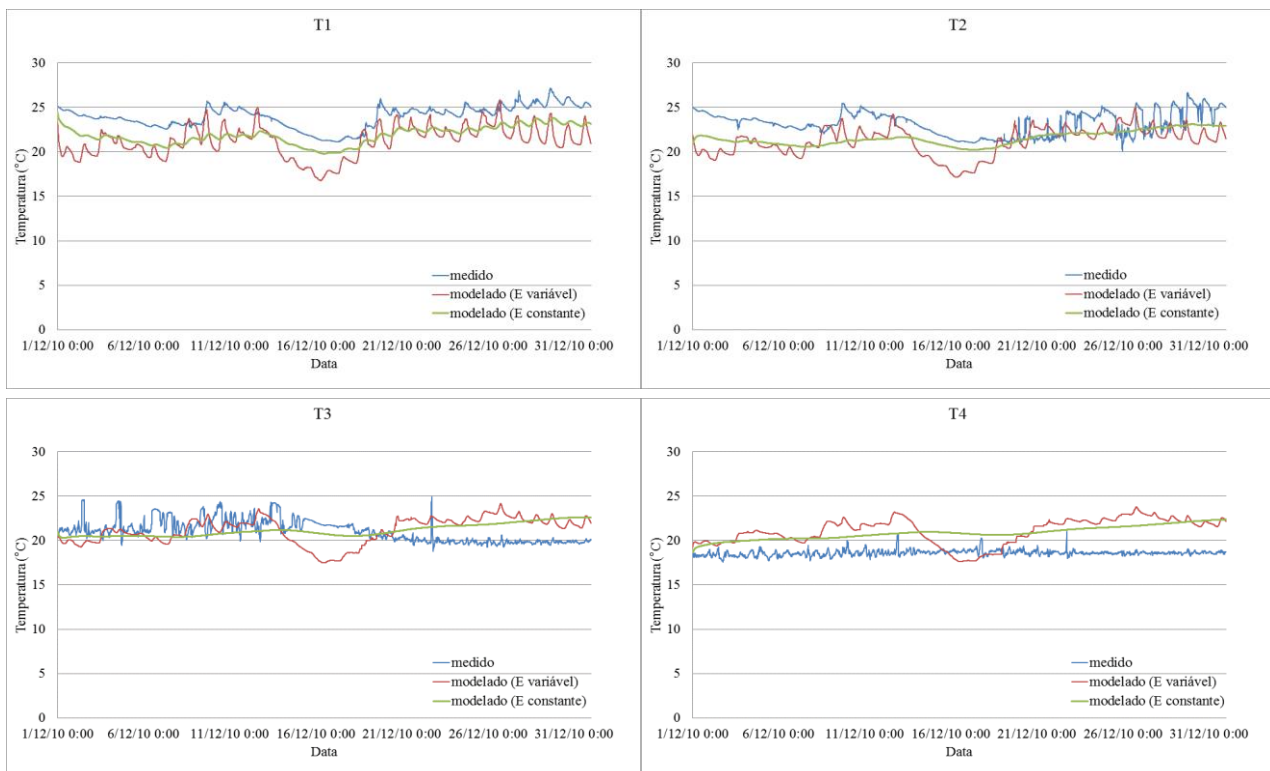 T1
30
25
20
15
10
5
0
Temperatura (°C)
medido
modelado (E variável)
modelado (E constante)
1/12/10 0:00 6/12/10 0:00 11/12/10 0:00 16/12/10 0:00 21/12/10 0:00 26/12/10 0:00 31/12/10 0:00
Data
T2
30
25
20
15
10
5
0
Temperatura (°C)
medido
modelado (E variável)
modelado (E constante)
1/12/10 0:00 6/12/10 0:00 11/12/10 0:00 16/12/10 0:00 21/12/10 0:00 26/12/10 0:00 31/12/10 0:00
Data
T3
30
25
20
15
10
5
0
Temperatura (°C)
medido
modelado (E variável)
modelado (E constante)
1/12/10 0:00 6/12/10 0:00 11/12/10 0:00 16/12/10 0:00 21/12/10 0:00 26/12/10 0:00 31/12/10 0:00
Data
T4
30
25
20
15
10
5
0
Temperatura (°C)
medido
modelado (E variável)
modelado (E constante)
1/12/10 0:00 6/12/10 0:00 11/12/10 0:00 16/12/10 0:00 21/12/10 0:00 26/12/10 0:00 31/12/10 0:00
Data